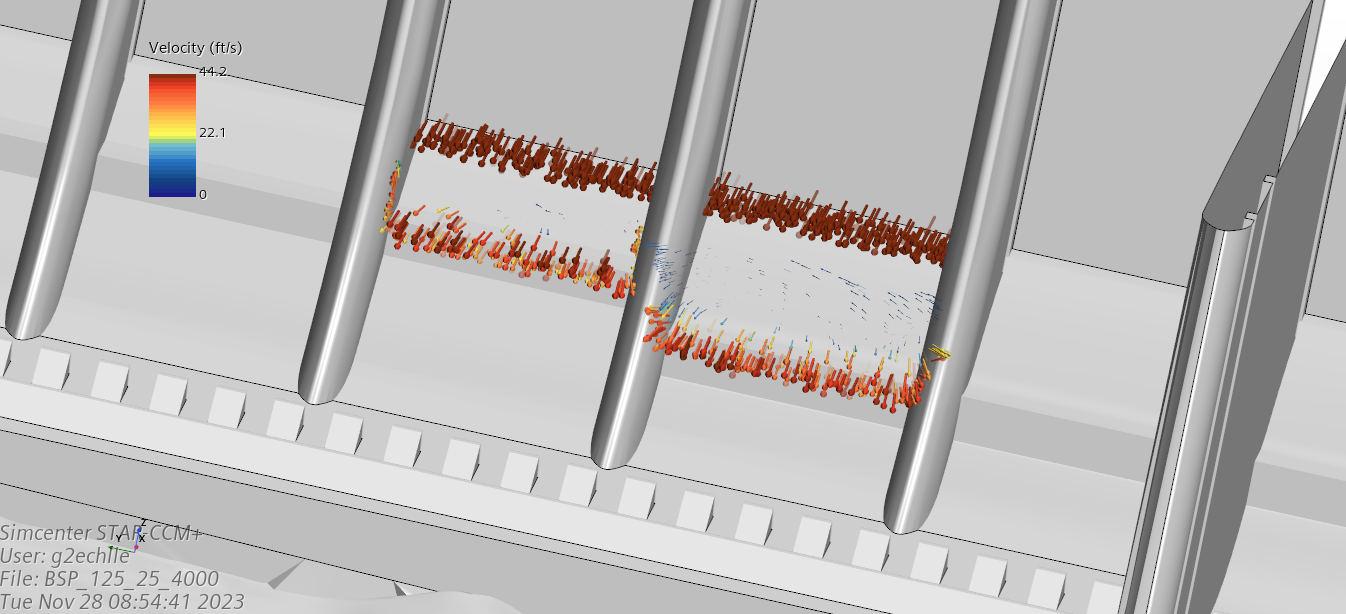 Velocity (ft/s)
44.2
22.1
0
Z
Y X
Simcenter STAR-CCM+
User: g2echlle
File: BSP_125_25_4000
Tue Nov 28 08:54:41 2023